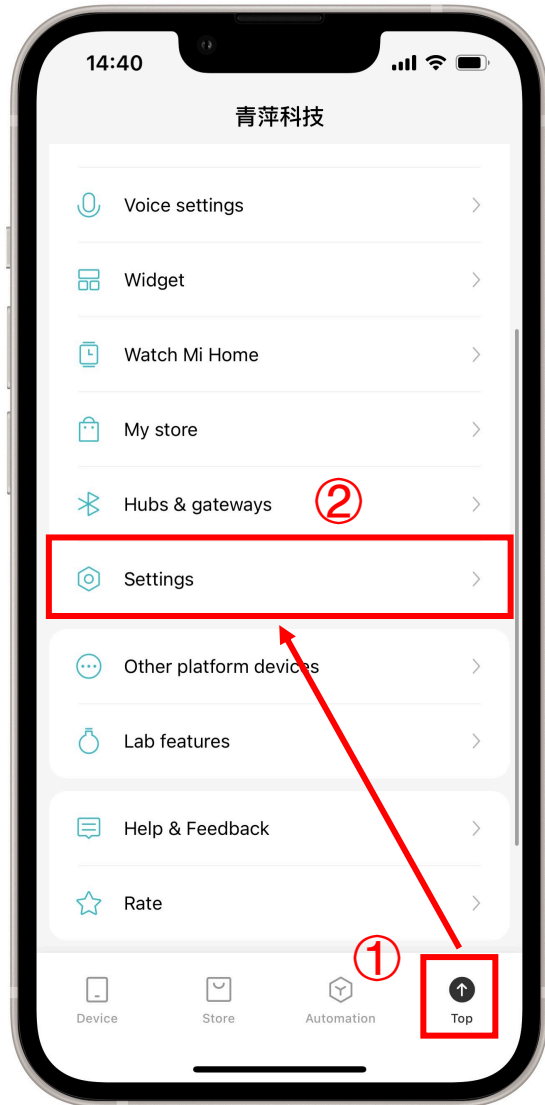 14:40
青萍科技
Voice settings
Widget
Watch Mi Home
My store
Hubs & gateways
②
Settings
Other platform devices
Lab features
Help & Feedback
Rate
①
Device
Store
Automation
Top